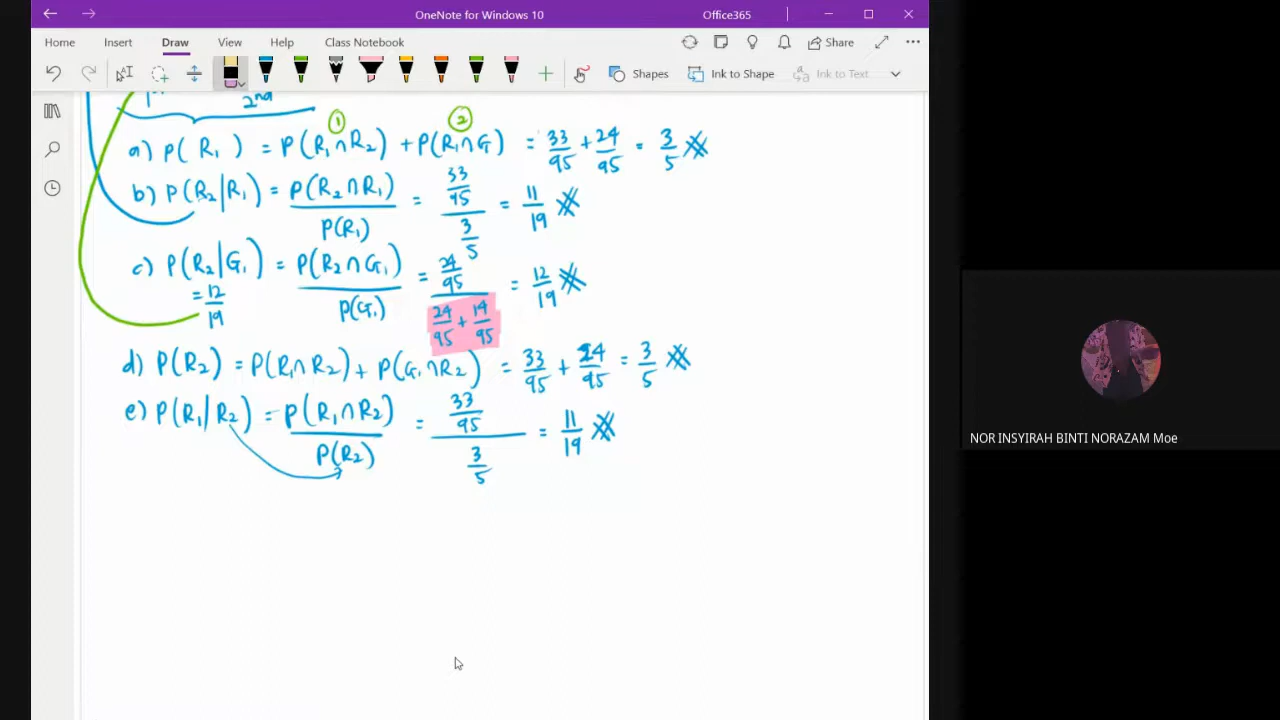 OneNote for Windows 10
Office365
Home Insert Draw View Help Class Notebook
Share
Shapes Ink to Shape Ink to Text
2nd
① ②
a) P( R₁ ) = P(R₁∩R₂) + P(R₁∩G) = 33/95 + 24/95 = 3/5
b) P(R₂|R₁) = P(R₂∩R₁)/P(R₁) = (33/95)/(3/5) = 11/19
c) P(R₂|G₁) = P(R₂∩G₁)/P(G₁) = (24/95)/(24/95 + 14/95) = 12/19
= 12/19
d) P(R₂) = P(R₁∩R₂) + P(G₁∩R₂) = 33/95 + 24/95 = 3/5
e) P(R₁|R₂) = P(R₁∩R₂)/P(R₂) = (33/95)/(3/5) = 11/19
NOR INSYIRAH BINTI NORAZAM Moe